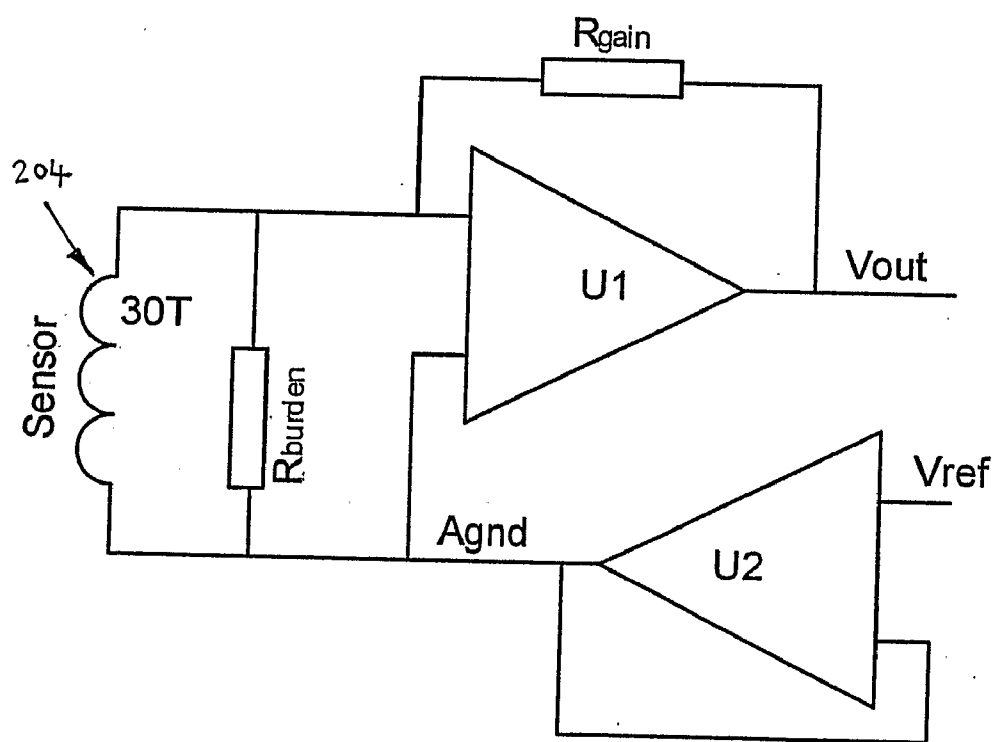 Rgain
204
30T
Sensor
Rburden
U1
Vout
Agnd
Vref
U2